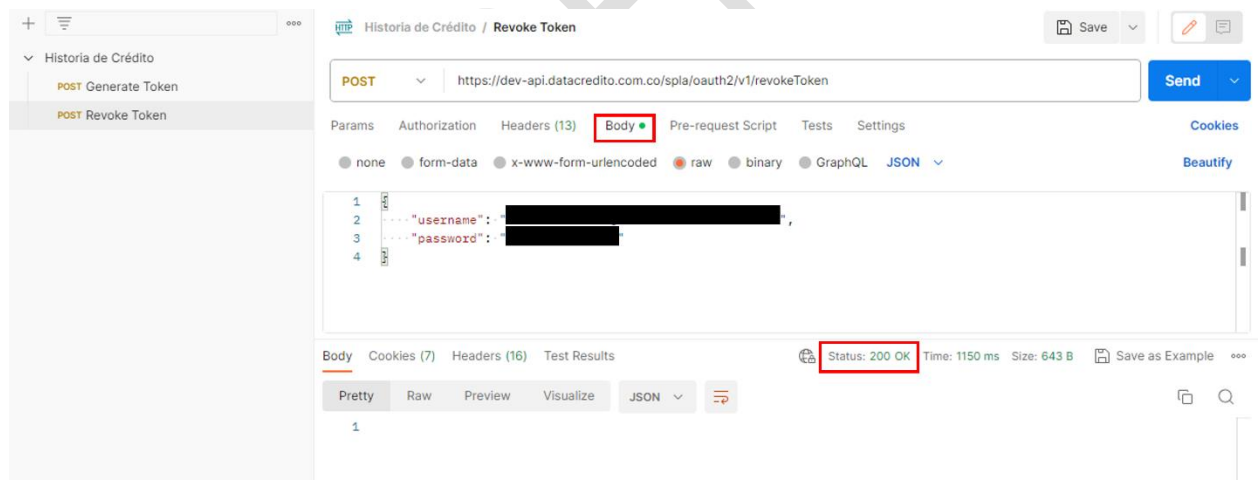 Historia de Crédito / Revoke Token
Save
Historia de Crédito
POST Generate Token
POST Revoke Token
POST https://dev-api.datacredito.com.co/spla/oauth2/v1/revokeToken Send
Params Authorization Headers (13) Body Pre-request Script Tests Settings Cookies
none form-data x-www-form-urlencoded raw binary GraphQL JSON Beautify
1 {
2 "username": "",
3 "password": ""
4 }
Body Cookies (7) Headers (16) Test Results Status: 200 OK Time: 1150 ms Size: 643 B Save as Example
Pretty Raw Preview Visualize JSON
1